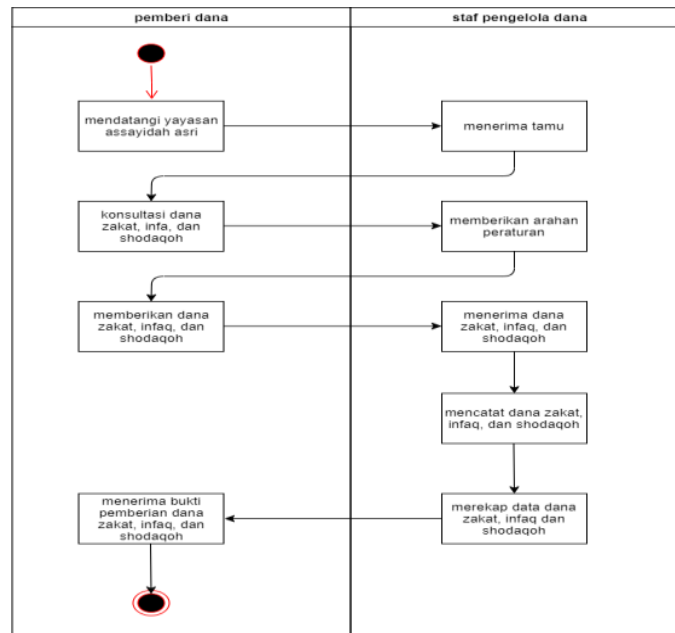 pemberi dana
staf pengelola dana
mendatangi yayasan
assayidah asri
menerima tamu
konsultasi dana
zakat, infa, dan
shodaqoh
memberikan arahan
peraturan
memberikan dana
zakat, infaq, dan
shodaqoh
menerima dana
zakat, infaq, dan
shodaqoh
mencatat dana zakat,
infaq, dan shodaqoh
merekap data dana
zakat, infaq dan
shodaqoh
menerima bukti
pemberian dana
zakat, infaq, dan
shodaqoh